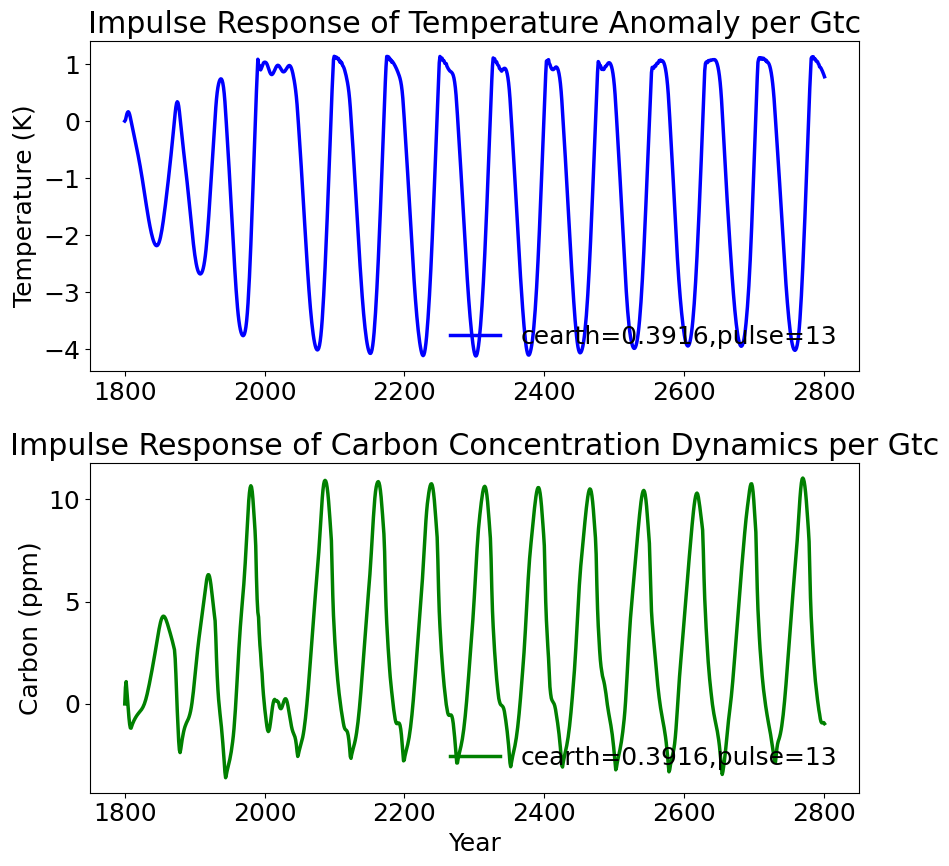 Impulse Response of Temperature Anomaly per Gtc
Temperature (K)
1
0
−1
−2
−3
−4
cearth=0.3916,pulse=13
1800 2000 2200 2400 2600 2800
Impulse Response of Carbon Concentration Dynamics per Gtc
Carbon (ppm)
10
5
0
cearth=0.3916,pulse=13
1800 2000 2200 2400 2600 2800
Year